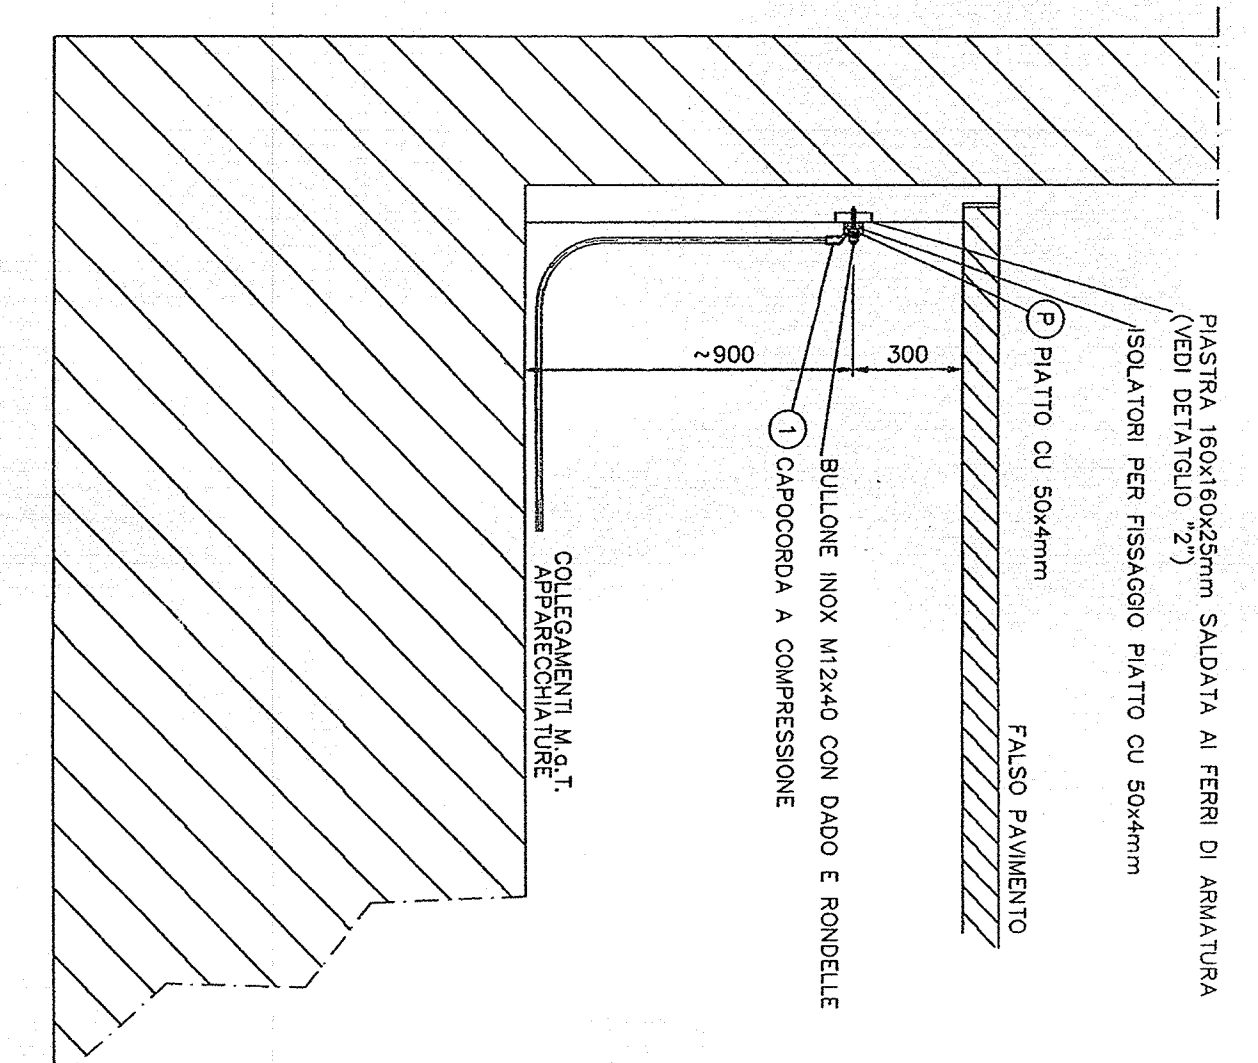 PIASTRA 160x160x25mm SALDATA AI FERRI DI ARMATURA
(VEDI DETATGLIO "2")
ISOLATORI PER FISSAGGIO PIATTO CU 50x4mm
P PIATTO CU 50x4mm
FALSO PAVIMENTO
300
~900
BULLONE INOX M12x40 CON DADO E RONDELLE
1 CAPOCORDA A COMPRESSIONE
COLLEGAMENTI M.a.T.
APPARECCHIATURE